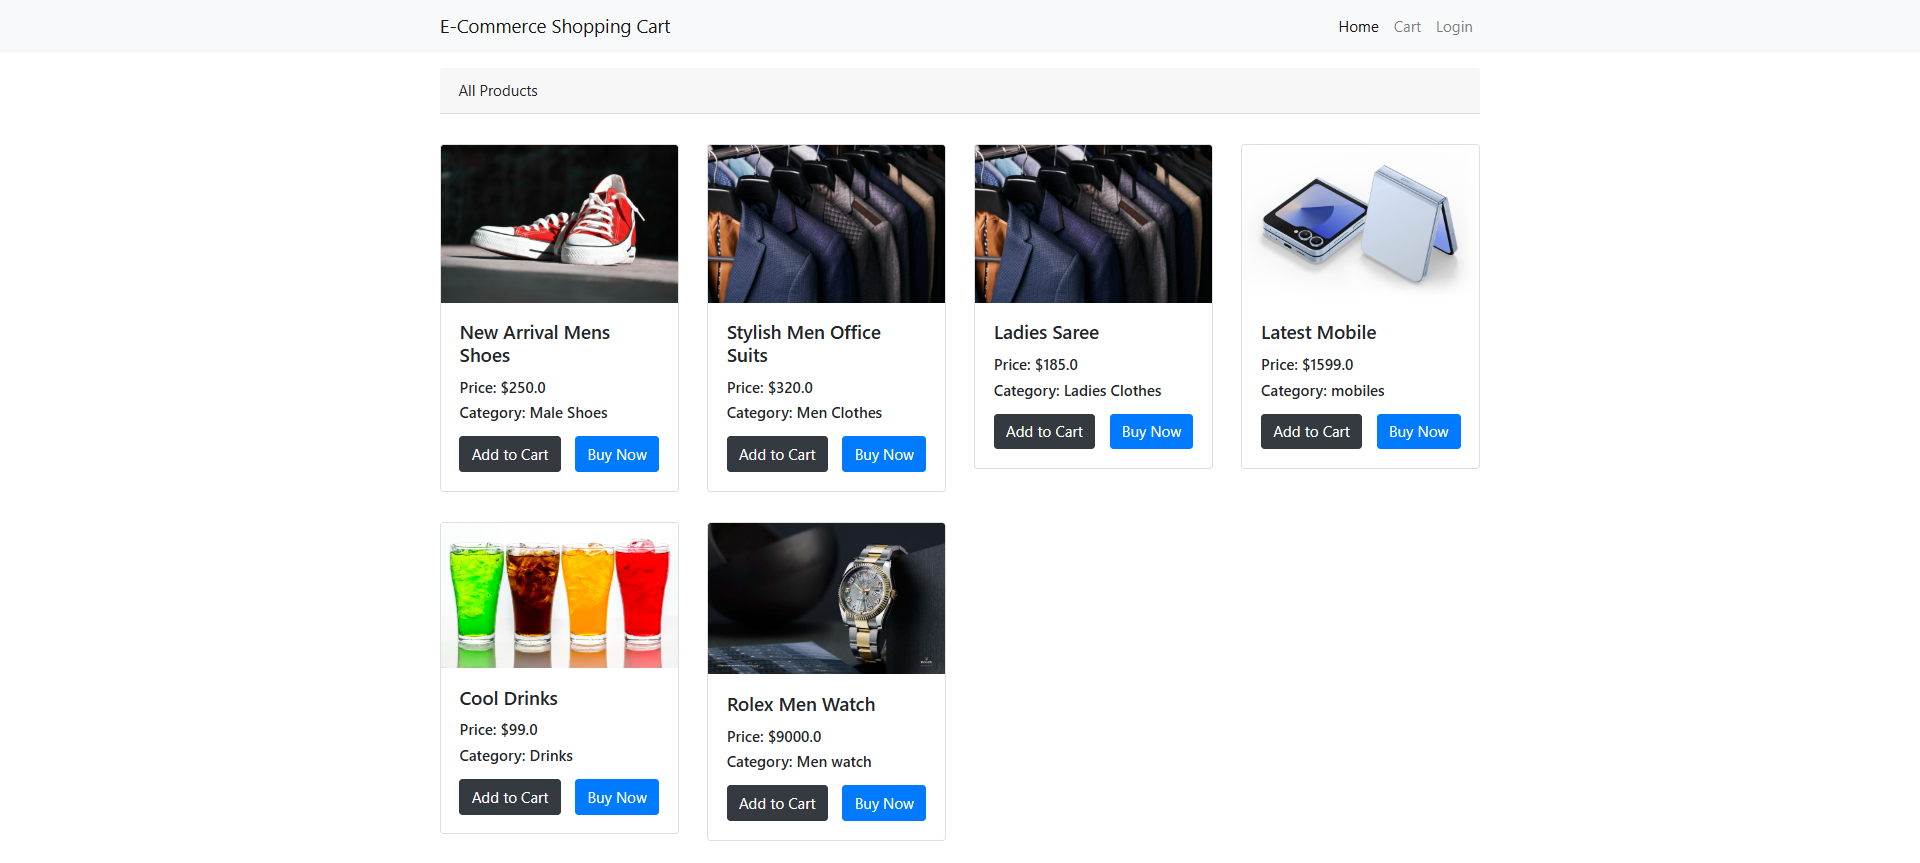 E-Commerce Shopping Cart
Home Cart Login
All Products
New Arrival Mens
Shoes
Price: $250.0
Category: Male Shoes
Add to Cart Buy Now
Stylish Men Office
Suits
Price: $320.0
Category: Men Clothes
Add to Cart Buy Now
Ladies Saree
Price: $185.0
Category: Ladies Clothes
Add to Cart Buy Now
Latest Mobile
Price: $1599.0
Category: mobiles
Add to Cart Buy Now
Cool Drinks
Price: $99.0
Category: Drinks
Add to Cart Buy Now
Rolex Men Watch
Price: $9000.0
Category: Men watch
Add to Cart Buy Now